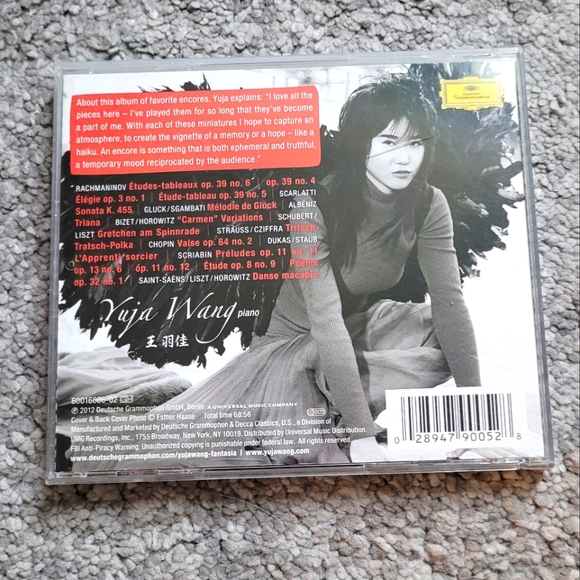 About this album of favorite encores, Yuja explains: "I love all the
pieces here – I've played them for so long that they've become
a part of me. With each of these miniatures I hope to capture an
atmosphere, to create the vignette of a memory or a hope – like a
haiku. An encore is something that is both ephemeral and truthful,
a temporary mood reciprocated by the audience."
Deutsche Grammophon
RACHMANINOV Études-tableaux op. 39 no. 6 | op. 39 no. 4
Élégie op. 3 no. 1 | Étude-tableau op. 39 no. 5 | SCARLATTI
Sonata K. 455 | GLUCK/SGAMBATI Mélodie de Gluck | ALBÉNIZ
Triana | BIZET/HOROWITZ "Carmen" Variations | SCHUBERT/
LISZT Gretchen am Spinnrade | STRAUSS/CZIFFRA Tritsch-
Tratsch-Polka | CHOPIN Valse op. 64 no. 2 | DUKAS/STAUB
L'Apprenti sorcier | SCRIABIN Préludes op. 11 no. 11
op. 13 no. 6 | op. 11 no. 12 | Étude op. 8 no. 9 | Poème
op. 32 no. 1 | SAINT-SAËNS/LISZT/HOROWITZ Danse macabre
Yuja Wang piano
王羽佳
B0016606-02
℗ 2012 Deutsche Grammophon GmbH, Berlin A UNIVERSAL MUSIC COMPANY
Cover & Back Cover Photo © Esther Haase Total time 68:56
Manufactured and Marketed by Deutsche Grammophon & Decca Classics, U.S., a Division of
UMG Recordings, Inc., 1755 Broadway, New York, NY 10019. Distributed by Universal Music Distribution.
FBI Anti-Piracy Warning: Unauthorized copying is punishable under federal law. All rights reserved
www.deutschegrammophon.com/yujawang-fantasia | www.yujawang.com
0 28947 90052 8